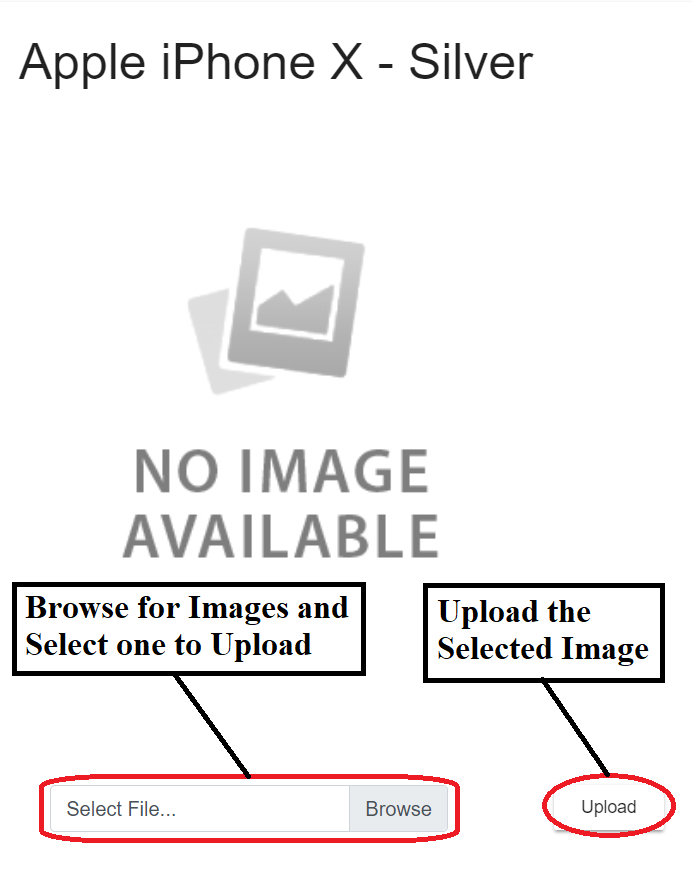 Apple iPhone X - Silver
NO IMAGE
AVAILABLE
Browse for Images and
Select one to Upload
Upload the
Selected Image
Select File... Browse
Upload